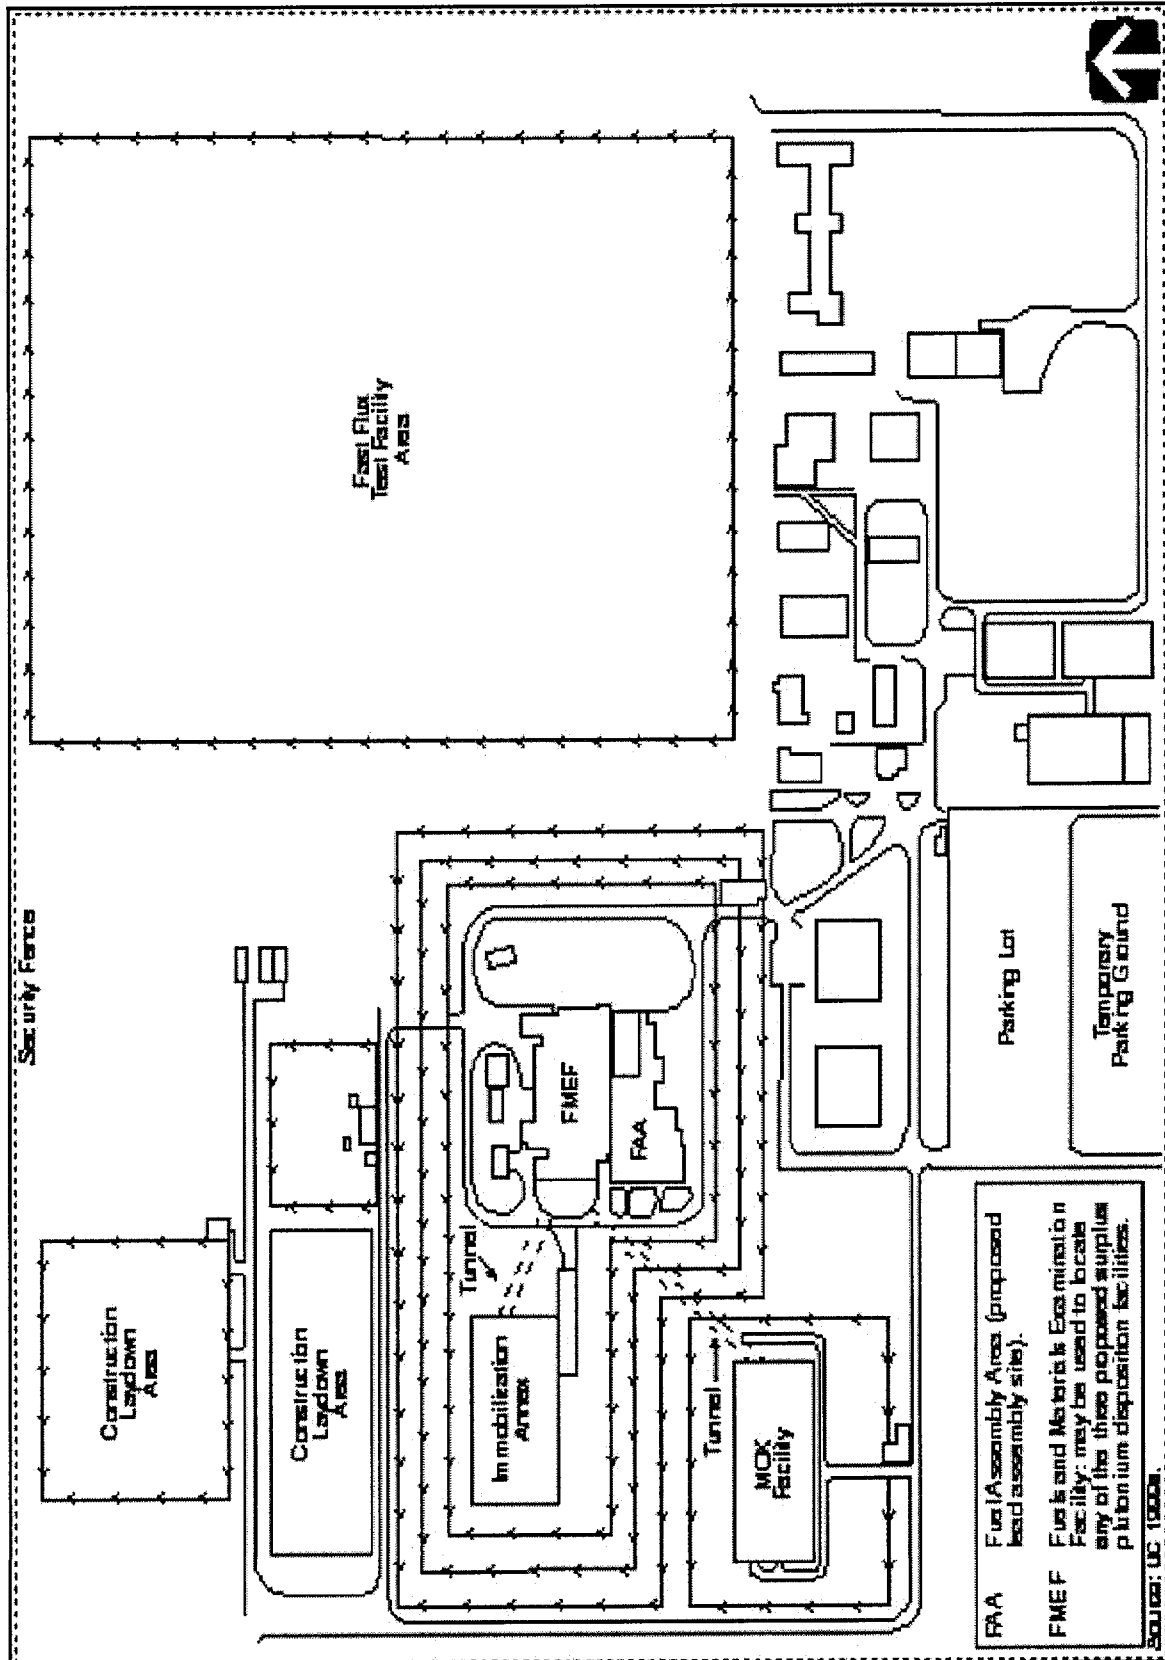 Security Fence
Fast Flux
Test Facility
Area
Construction
Laydown
Area
Construction
Laydown
Area
Tunnel
Immobilization
Annex
FMEF
FAA
Tunnel
MOX
Facility
Parking Lot
Temporary
Parking Ground
FAA Fuel Assembly Area (proposed
lead assembly site).
FMEF Fuels and Materials Examination
Facility; may be used to locate
any of the three proposed surplus
plutonium disposition facilities.
Source: UC